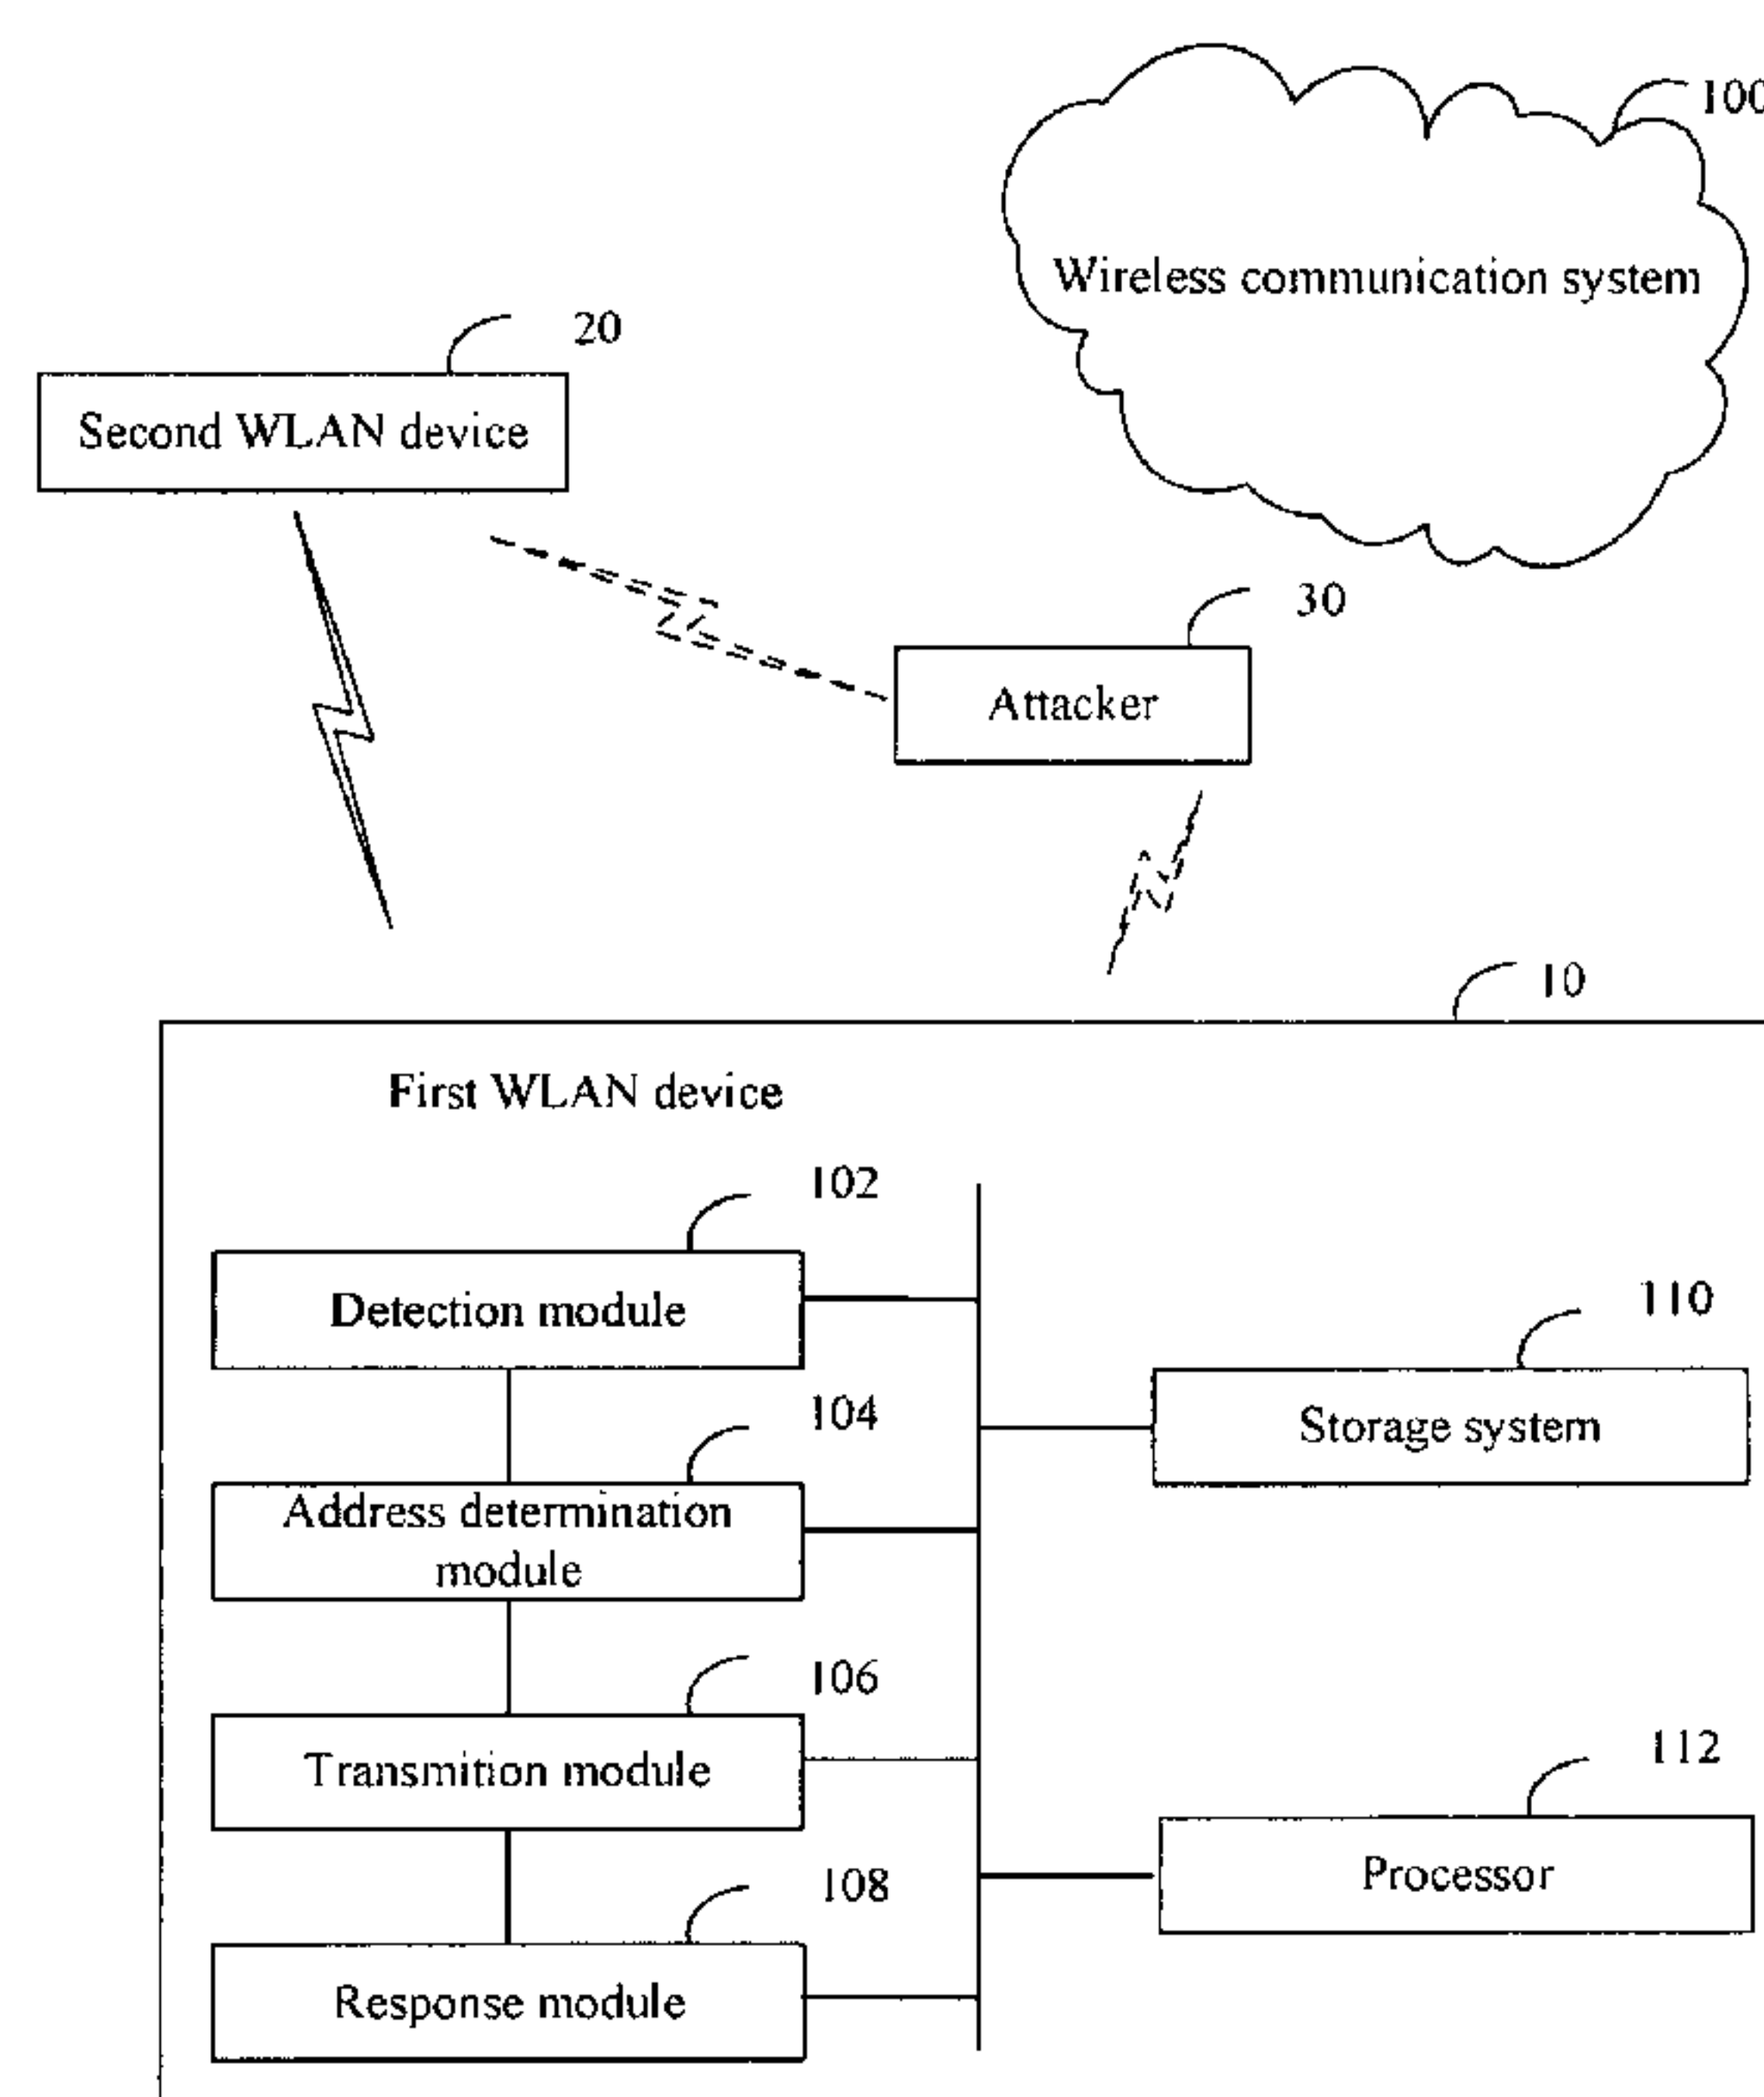 100
Wireless communication system
20
Second WLAN device
30
Attacker
10
First WLAN device
102
Detection module
110
Storage system
104
Address determination
module
106
Transmition module
112
Processor
108
Response module